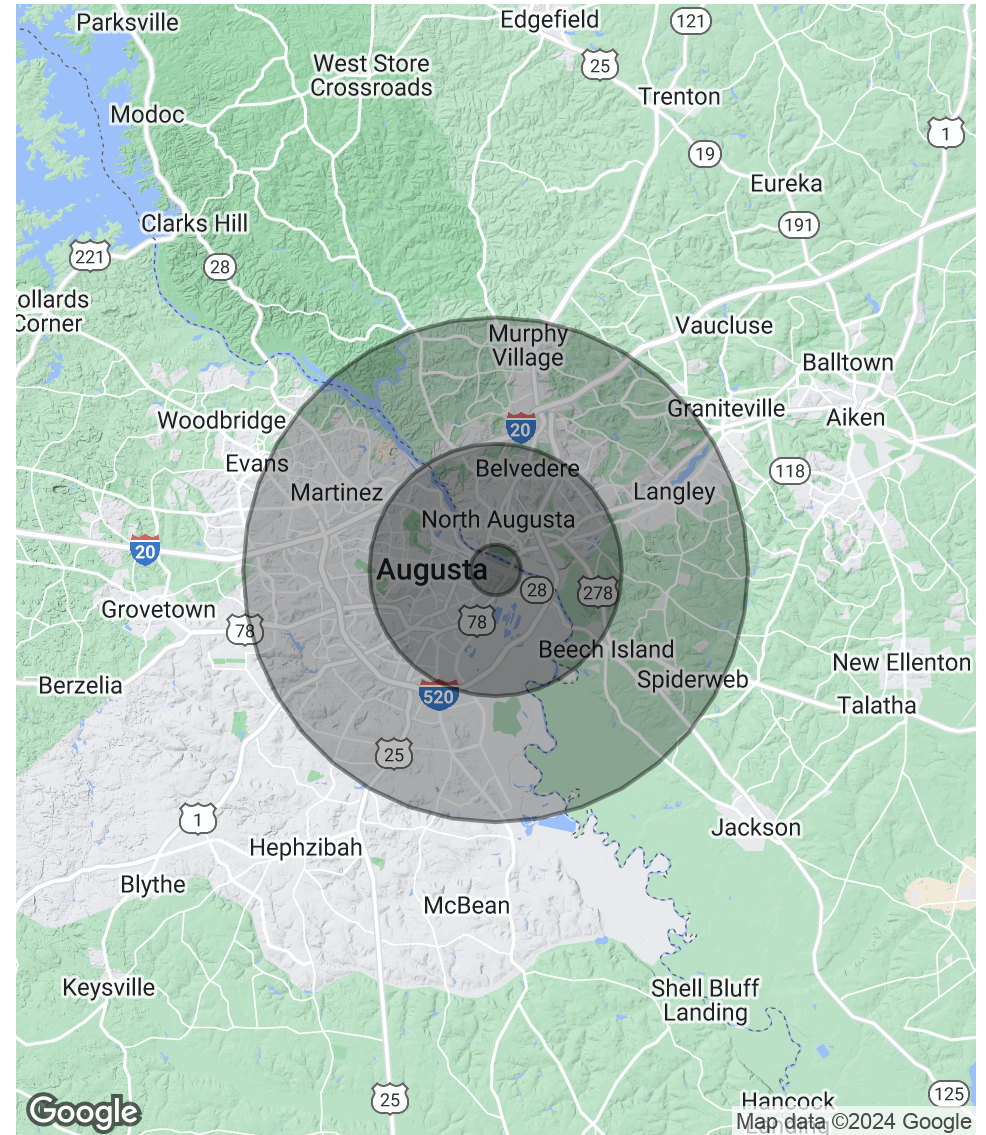 Parksville
Edgefield
121
25
West Store
Crossroads
Trenton
Modoc
1
19
Eureka
Clarks Hill
191
221
28
ollards
Corner
Murphy
Village
Vaucluse
Balltown
Graniteville
Aiken
Woodbridge
20
Evans
Belvedere
118
Martinez
Langley
North Augusta
20
Augusta
28
278
Grovetown
78
78
Beech Island
New Ellenton
Berzelia
Spiderweb
520
Talatha
25
1
Jackson
Hephzibah
Blythe
McBean
Keysville
Shell Bluff
Landing
25
125
Hancock
Landing
Google
Map data ©2024 Google